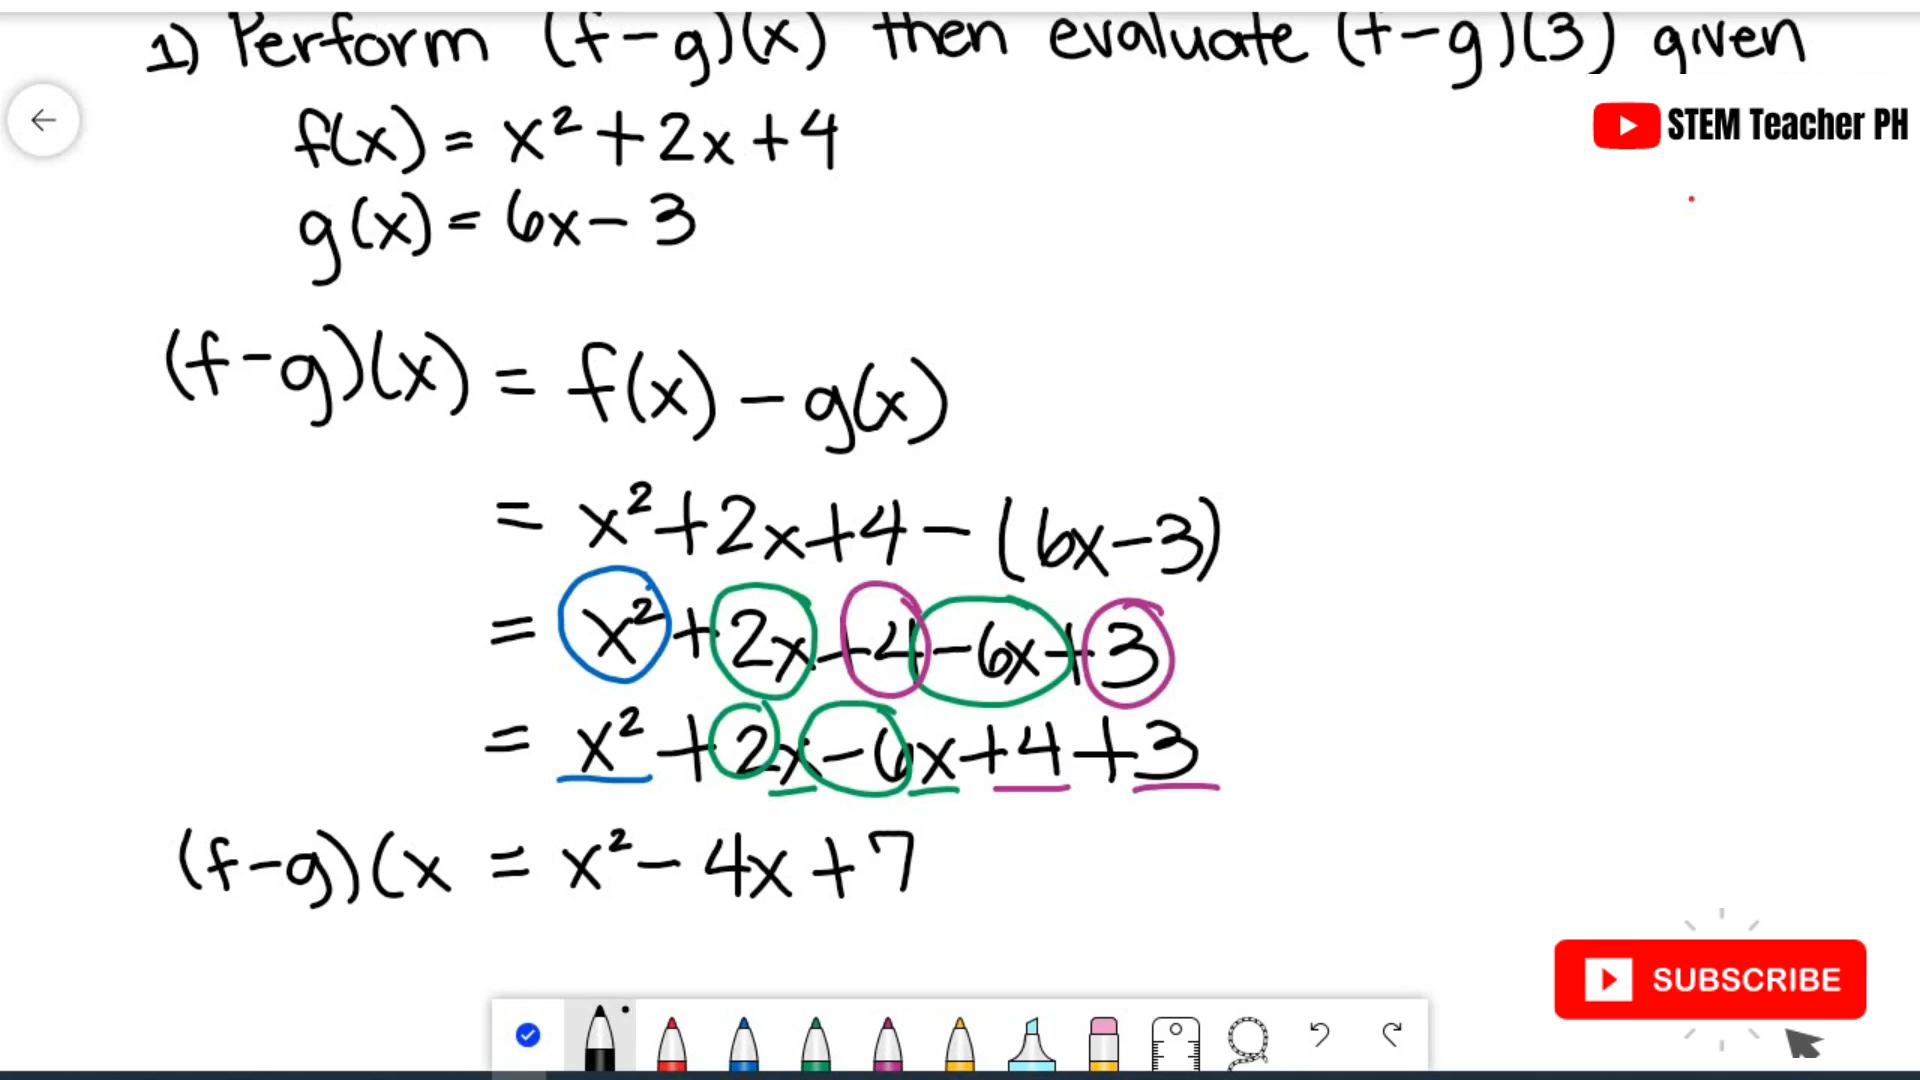 1) Perform (f-g)(x) then evaluate (f-g)(3) given
STEM Teacher PH
f(x) = x² + 2x + 4
g(x) = 6x - 3
(f-g)(x) = f(x) - g(x)
= x² + 2x + 4 - (6x - 3)
= x² + 2x + 4 - 6x + 3
= x² + 2x - 6x + 4 + 3
(f-g)(x = x² - 4x + 7
SUBSCRIBE